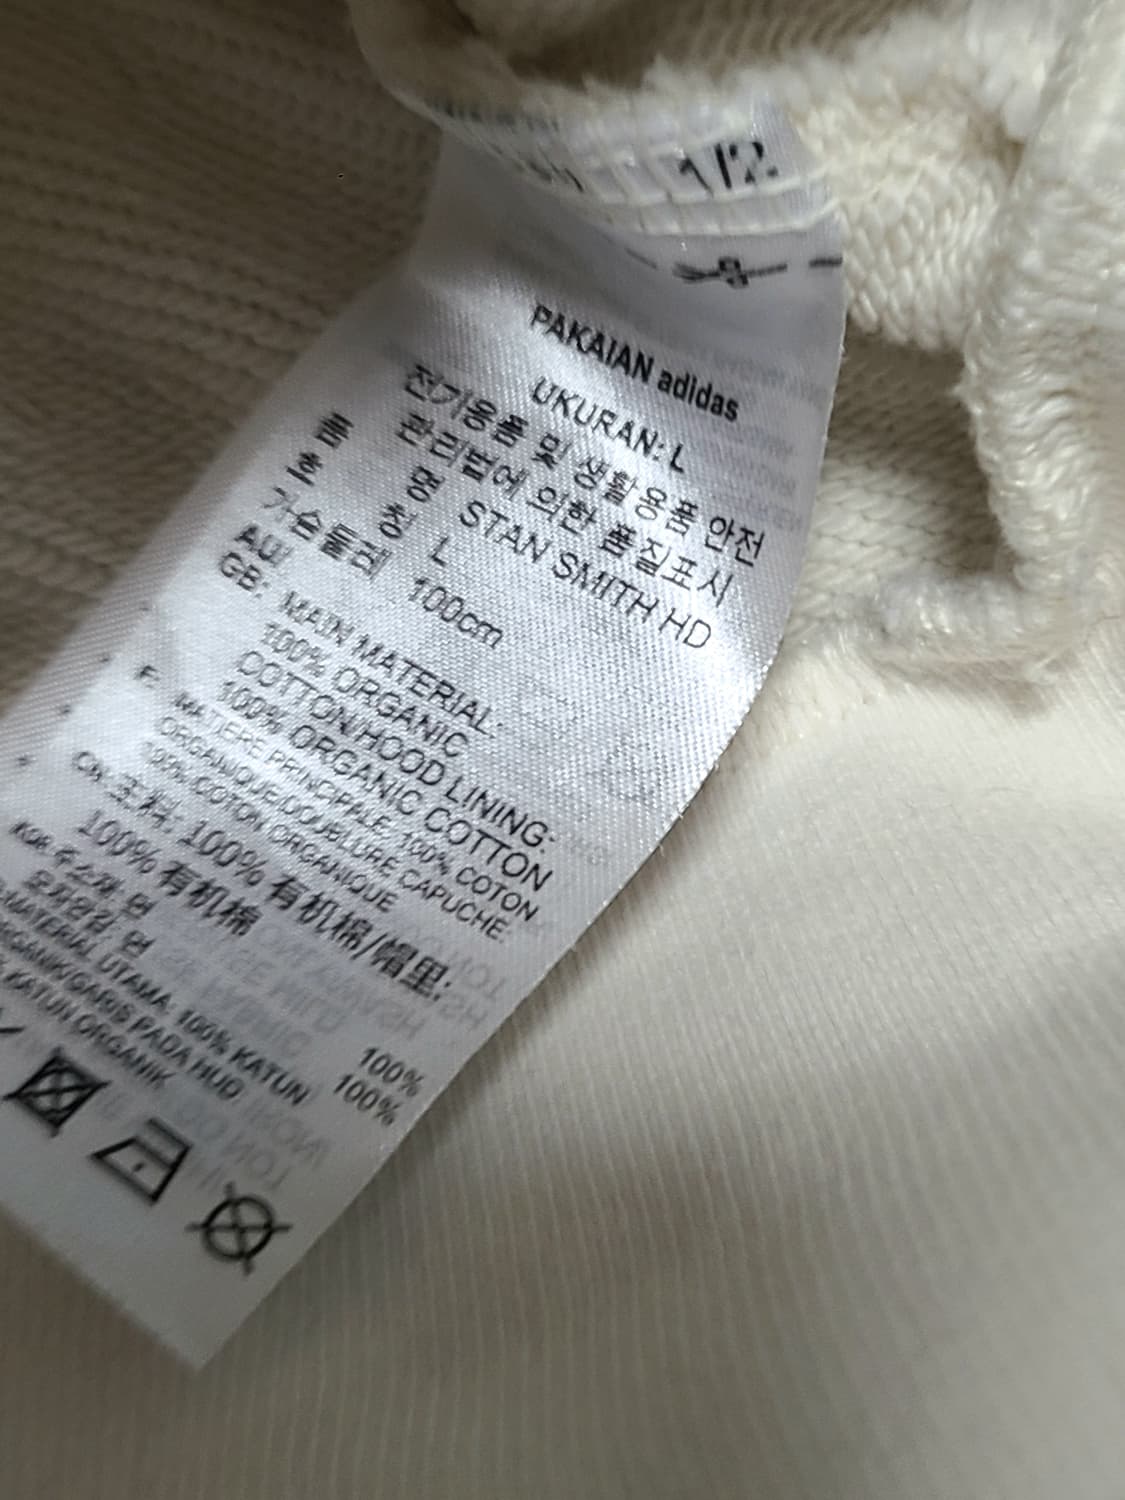 1/2
PAKAIAN adidas
UKURAN: L
전기용품 및 생활용품 안전
관리법에 의한 품질표시
품 명 STAN SMITH HD
호 칭 L
가슴둘레 100cm
GB: MAIN MATERIAL:
100% ORGANIC
COTTON/HOOD LINING:
100% ORGANIC COTTON
F: MATIERE PRINCIPALE: 100% COTON
ORGANIQUE/DOUBLURE CAPUCHE:
100% COTON ORGANIQUE
CN: 主料: 100% 有机棉/帽里:
100% 有机棉
KOR: 주소재: 면 100%
모자안감: 면 100%
MATERIAL UTAMA: 100% KATUN
ORGANIK/GARIS PADA HUD:
KATUN ORGANIK